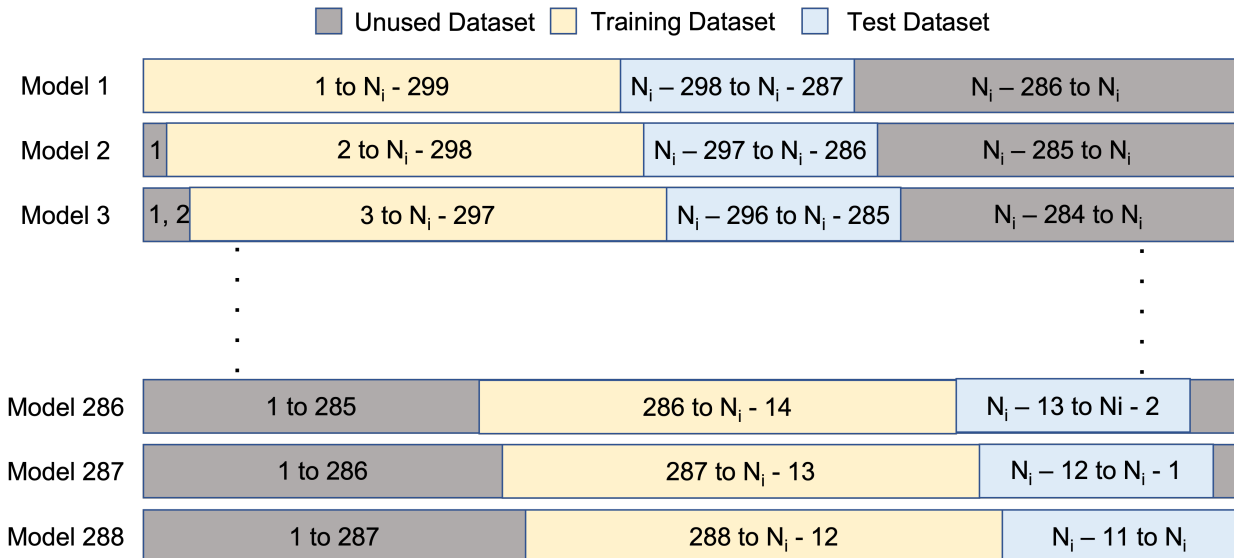 Unused Dataset Training Dataset Test Dataset
Model 1 1 to Nᵢ - 299 Nᵢ – 298 to Nᵢ - 287 Nᵢ – 286 to Nᵢ
Model 2 1 2 to Nᵢ - 298 Nᵢ – 297 to Nᵢ - 286 Nᵢ – 285 to Nᵢ
Model 3 1, 2 3 to Nᵢ - 297 Nᵢ – 296 to Nᵢ - 285 Nᵢ – 284 to Nᵢ
Model 286 1 to 285 286 to Nᵢ - 14 Nᵢ – 13 to Ni - 2
Model 287 1 to 286 287 to Nᵢ - 13 Nᵢ – 12 to Nᵢ - 1
Model 288 1 to 287 288 to Nᵢ - 12 Nᵢ – 11 to Nᵢ